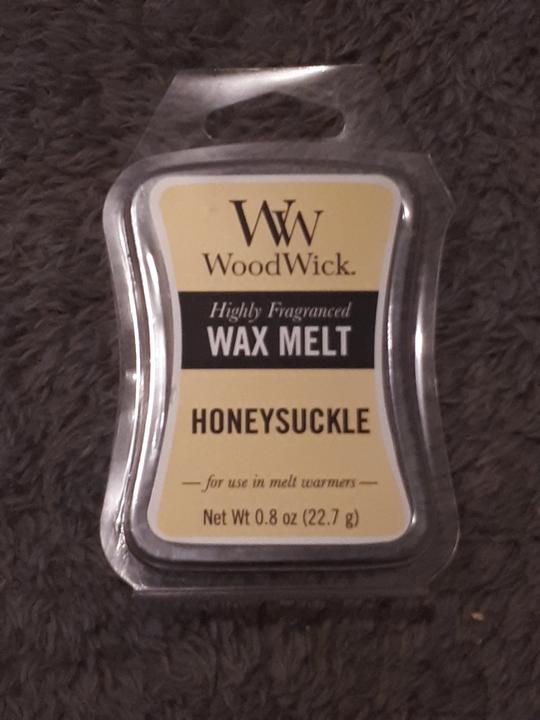 WW
WoodWick.
Highly Fragranced
WAX MELT
HONEYSUCKLE
— for use in melt warmers —
Net Wt 0.8 oz (22.7 g)